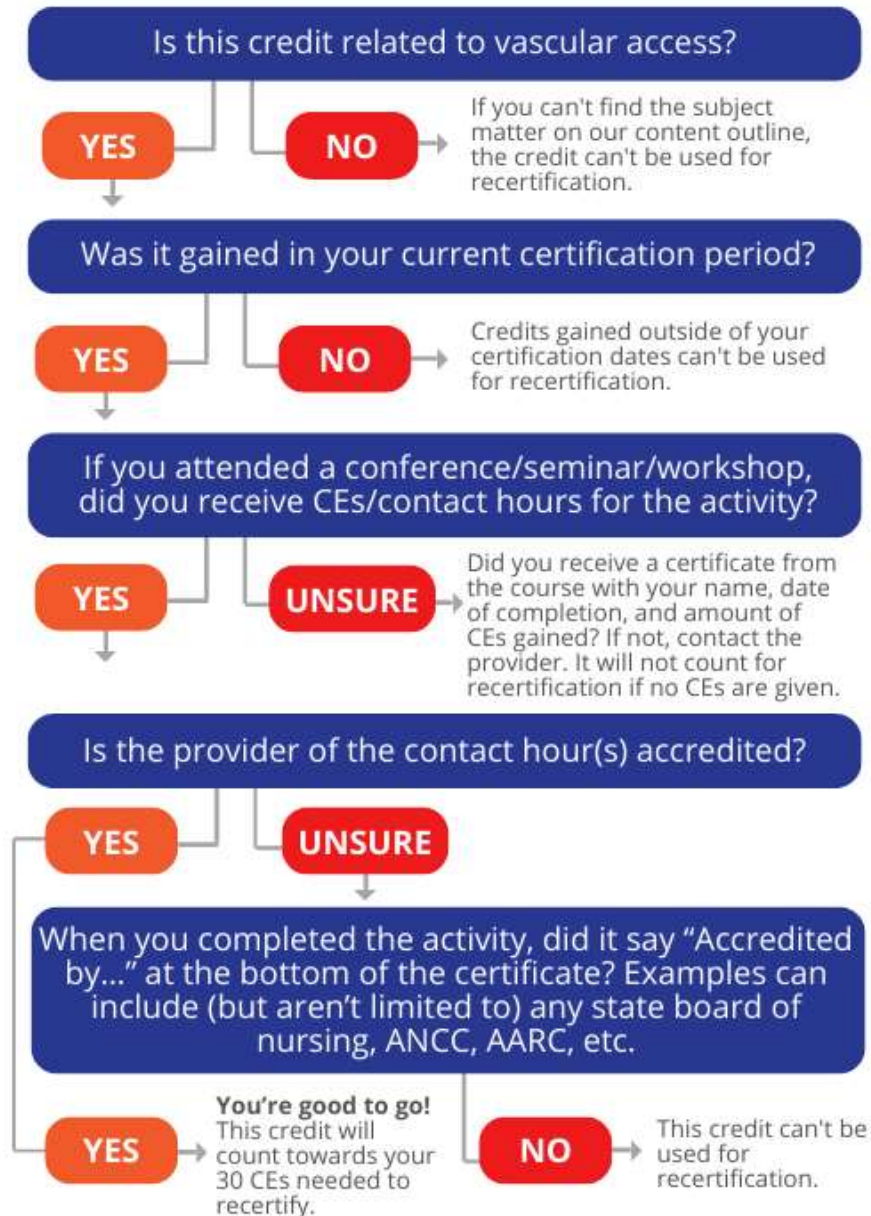 Is this credit related to vascular access?
YES
NO
If you can't find the subject
matter on our content outline,
the credit can't be used for
recertification.
Was it gained in your current certification period?
YES
NO
Credits gained outside of your
certification dates can't be used
for recertification.
If you attended a conference/seminar/workshop,
did you receive CEs/contact hours for the activity?
YES
UNSURE
Did you receive a certificate from
the course with your name, date
of completion, and amount of
CEs gained? If not, contact the
provider. It will not count for
recertification if no CEs are given.
Is the provider of the contact hour(s) accredited?
YES
UNSURE
When you completed the activity, did it say “Accredited
by...” at the bottom of the certificate? Examples can
include (but aren’t limited to) any state board of
nursing, ANCC, AARC, etc.
YES
You’re good to go!
This credit will
count towards your
30 CEs needed to
recertify.
NO
This credit can't be
used for
recertification.